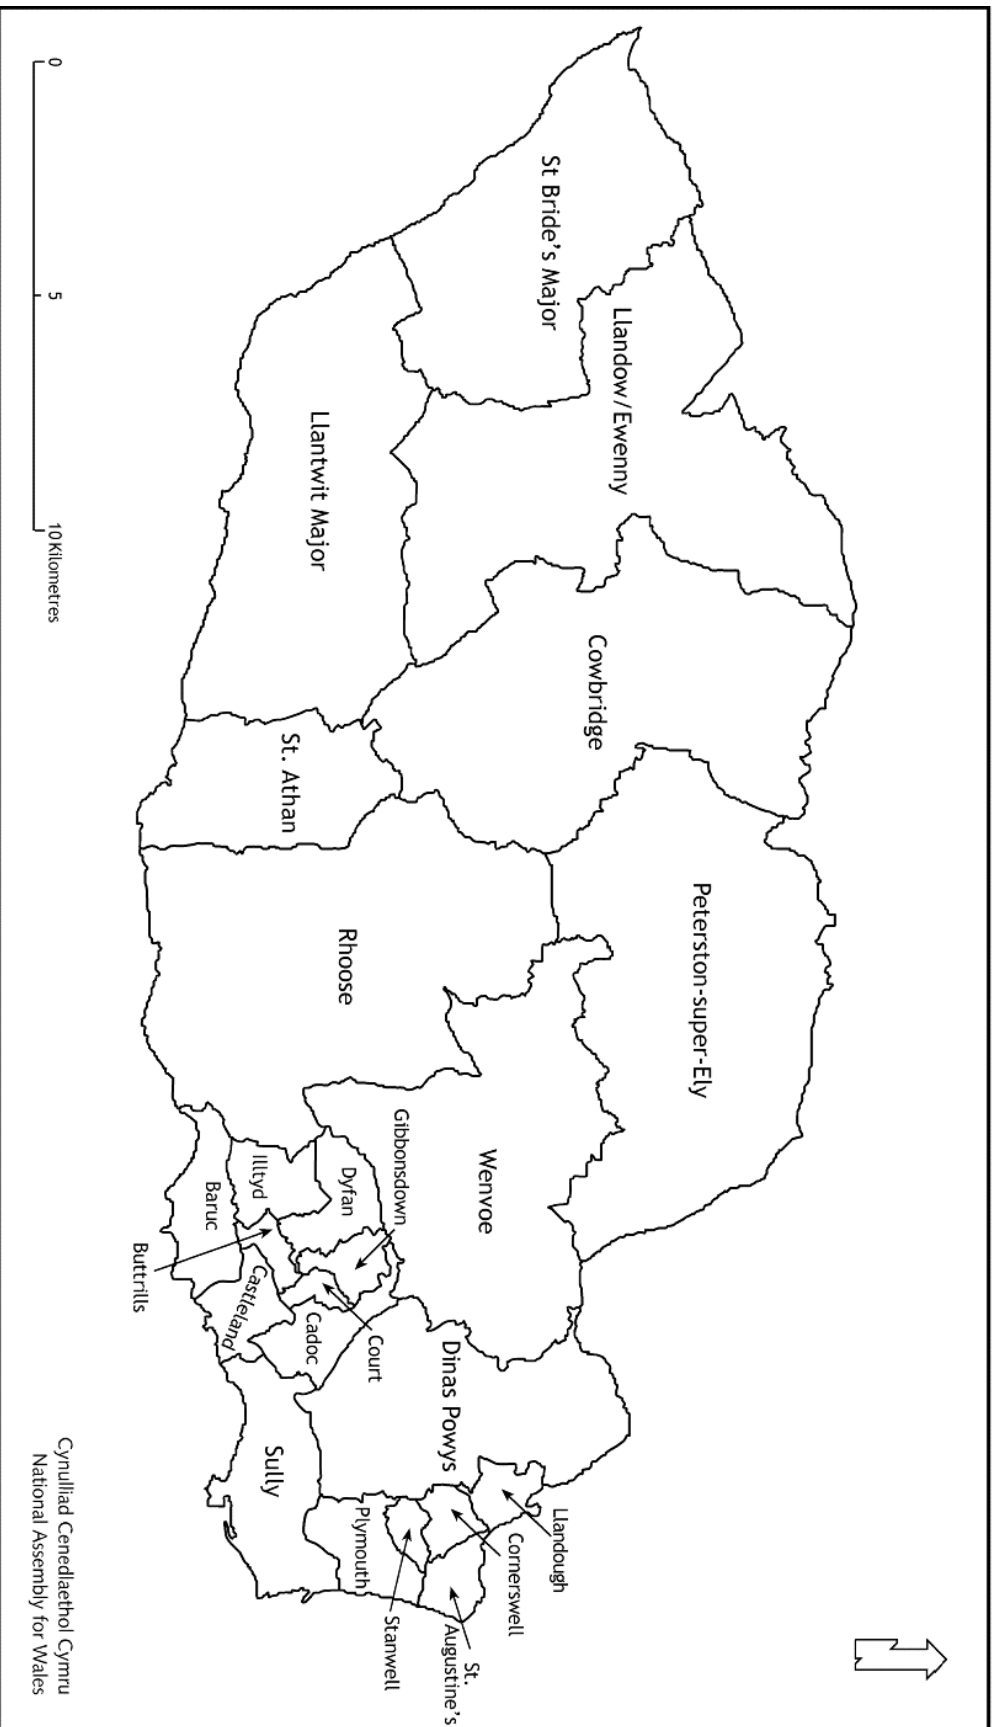 St Bride's Major
Llandow/Ewenny
Llantwit Major
Cowbridge
St. Athan
Peterston-super-Ely
Rhoose
Wenvoe
Gibbonsdown
Dyfan
Illtyd
Baruc
Buttrills
Castleland
Cadoc
Court
Dinas Powys
Sully
Llandough
Cornerswell
Plymouth
Stanwell
St.
Augustine's
0
5
10 Kilometres
Cynulliad Cenedlaethol Cymru
National Assembly for Wales